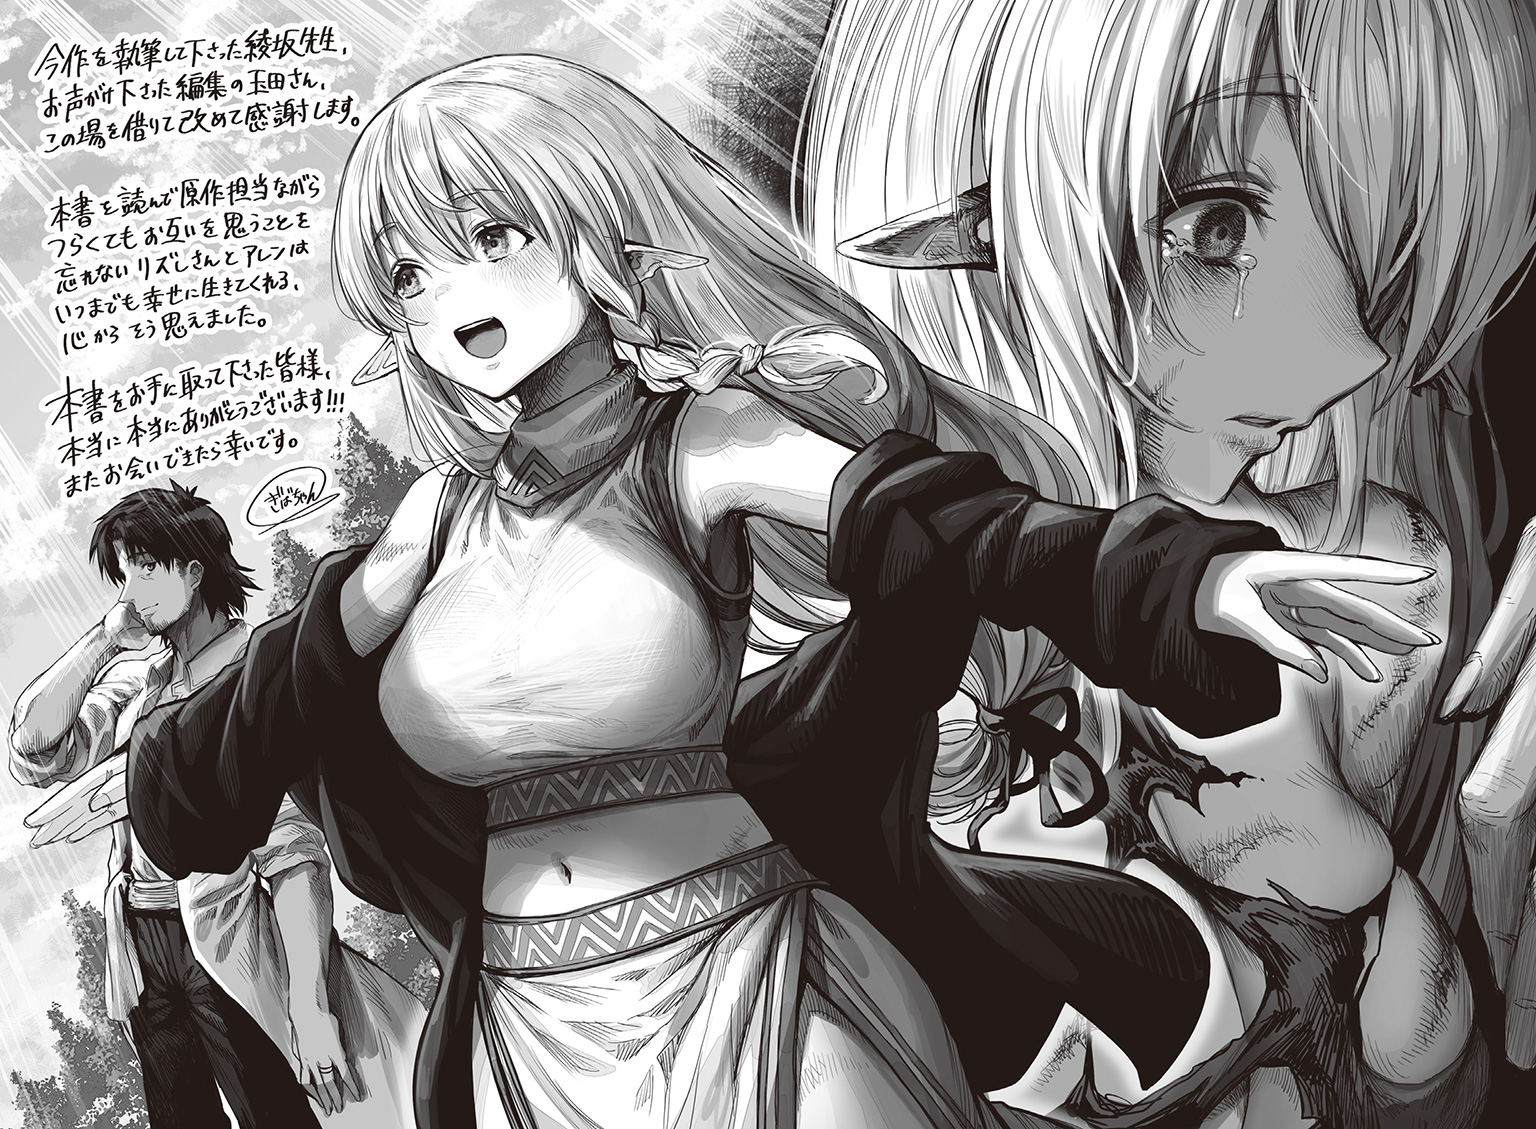 今作を執筆して下さった綾坂先生、
お声がけ下さった編集の玉田さん、
この場を借りて改めて感謝します。
本書を読んで原作担当ながら
つらくてもお互いを思うことを
忘れないリズレさんとアレンは
いつまでも幸せに生きてくれる、
心からそう思えました。
本書をお手に取って下さった皆様、
本当に本当にありがとうございます!!!
またお会いできたら幸いです。
ぎばちゃん